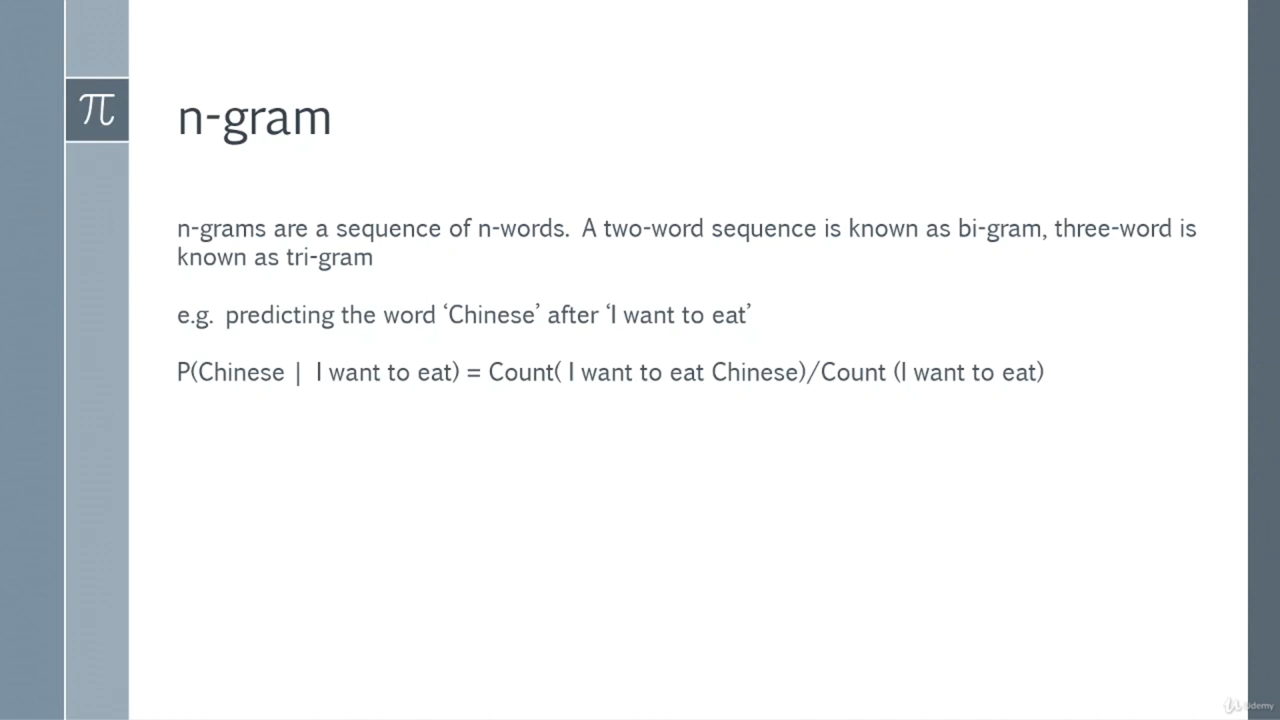 π
n-gram
n-grams are a sequence of n-words. A two-word sequence is known as bi-gram, three-word is
known as tri-gram
e.g. predicting the word ‘Chinese’ after ‘I want to eat’
P(Chinese | I want to eat) = Count( I want to eat Chinese)/Count (I want to eat)
Udemy